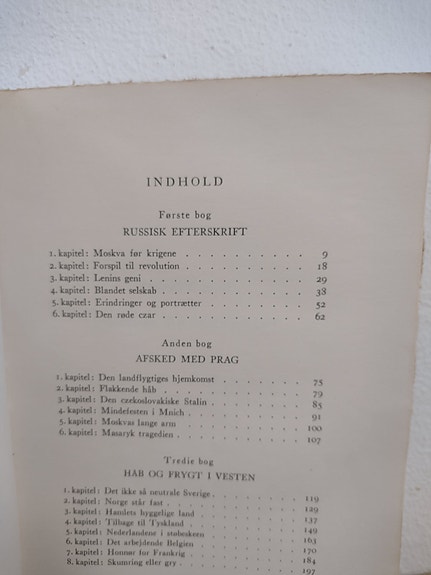 INDHOLD
Første bog
RUSSISK EFTERSKRIFT
1. kapitel: Moskva før krigene . . . . . . . . . . 9
2. kapitel: Forspil til revolution . . . . . . . . . . 18
3. kapitel: Lenins geni . . . . . . . . . . . . 29
4. kapitel: Blandet selskab . . . . . . . . . . . 38
5. kapitel: Erindringer og portrætter . . . . . . . . 52
6. kapitel: Den røde czar . . . . . . . . . . . 62
Anden bog
AFSKED MED PRAG
1. kapitel: Den landflygtiges hjemkomst . . . . . . . 75
2. kapitel: Flakkende håb . . . . . . . . . . . 79
3. kapitel: Den czekoslovakiske Stalin . . . . . . . . 85
4. kapitel: Mindefesten i Mnich . . . . . . . . . 91
5. kapitel: Moskvas lange arm . . . . . . . . . . 100
6. kapitel: Masaryk tragedien . . . . . . . . . . 107
Tredie bog
HÅB OG FRYGT I VESTEN
1. kapitel: Det ikke så neutrale Sverige . . . . . . . 119
2. kapitel: Norge står fast . . . . . . . . . . . 129
3. kapitel: Handels hyggelige land . . . . . . . . 137
4. kapitel: Tilbage til Tyskland . . . . . . . . . 149
5. kapitel: Nederlandene i støbeskeen . . . . . . . 163
6. kapitel: Det arbejdende Belgien . . . . . . . . 170
7. kapitel: Honnør for Frankrig . . . . . . . . . 184
8. kapitel: Skumring eller gry . . . . . . . . . . 197